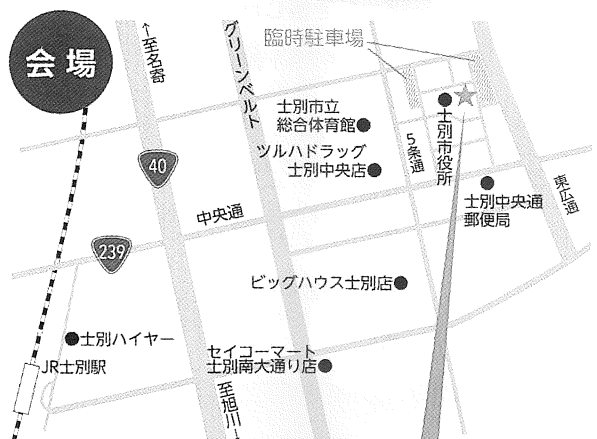 会場
←至名寄
グリーンベルト
臨時駐車場
士別市立
総合体育館
ツルハドラッグ
士別中央店
5条通
士別市役所
東広通
士別中央通
郵便局
40
中央通
239
ビッグハウス士別店
士別ハイヤー
JR士別駅
セイコーマート
士別南大通り店
至旭川→